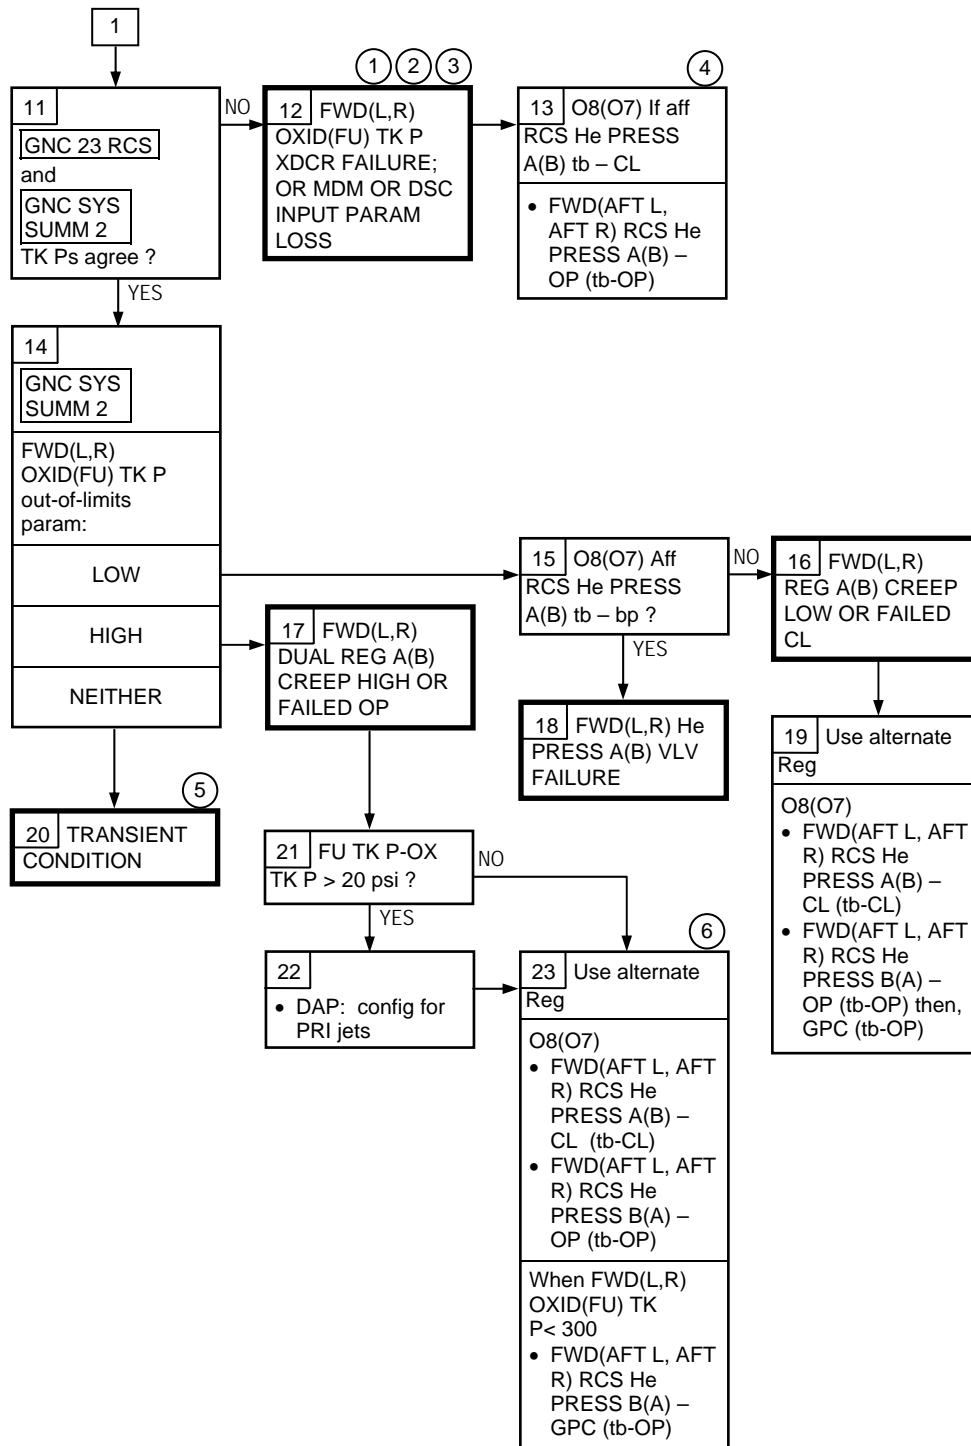 1
1 2 3
4
11
GNC 23 RCS
and
GNC SYS
SUMM 2
TK Ps agree ?
NO
12 FWD(L,R)
OXID(FU) TK P
XDCR FAILURE;
OR MDM OR DSC
INPUT PARAM
LOSS
13 O8(O7) If aff
RCS He PRESS
A(B) tb – CL
• FWD(AFT L,
AFT R) RCS He
PRESS A(B) –
OP (tb-OP)
YES
14
GNC SYS
SUMM 2
FWD(L,R)
OXID(FU) TK P
out-of-limits
param:
LOW
HIGH
NEITHER
15 O8(O7) Aff
RCS He PRESS
A(B) tb – bp ?
NO
16 FWD(L,R)
REG A(B) CREEP
LOW OR FAILED
CL
YES
17 FWD(L,R)
DUAL REG A(B)
CREEP HIGH OR
FAILED OP
18 FWD(L,R) He
PRESS A(B) VLV
FAILURE
19 Use alternate
Reg
O8(O7)
• FWD(AFT L, AFT
R) RCS He
PRESS A(B) –
CL (tb-CL)
• FWD(AFT L, AFT
R) RCS He
PRESS B(A) –
OP (tb-OP) then,
GPC (tb-OP)
5
20 TRANSIENT
CONDITION
21 FU TK P-OX
TK P > 20 psi ?
NO
YES
22
• DAP: config for
PRI jets
6
23 Use alternate
Reg
O8(O7)
• FWD(AFT L, AFT
R) RCS He
PRESS A(B) –
CL (tb-CL)
• FWD(AFT L, AFT
R) RCS He
PRESS B(A) –
OP (tb-OP)
When FWD(L,R)
OXID(FU) TK
P< 300
• FWD(AFT L, AFT
R) RCS He
PRESS B(A) –
GPC (tb-OP)